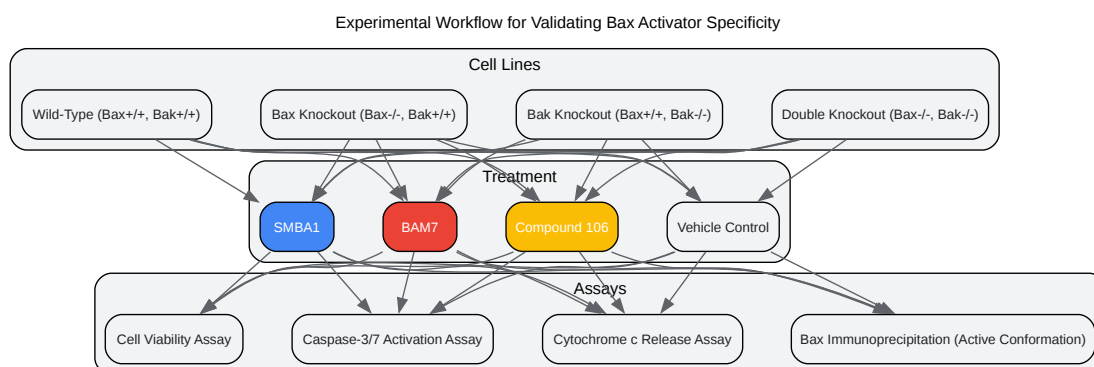 Experimental Workflow for Validating Bax Activator Specificity
Cell Lines
Wild-Type (Bax+/+, Bak+/+)
Bax Knockout (Bax-/-, Bak+/+)
Bak Knockout (Bax+/+, Bak-/-)
Double Knockout (Bax-/-, Bak-/-)
Treatment
SMBA1
BAM7
Compound 106
Vehicle Control
Assays
Cell Viability Assay
Caspase-3/7 Activation Assay
Cytochrome c Release Assay
Bax Immunoprecipitation (Active Conformation)